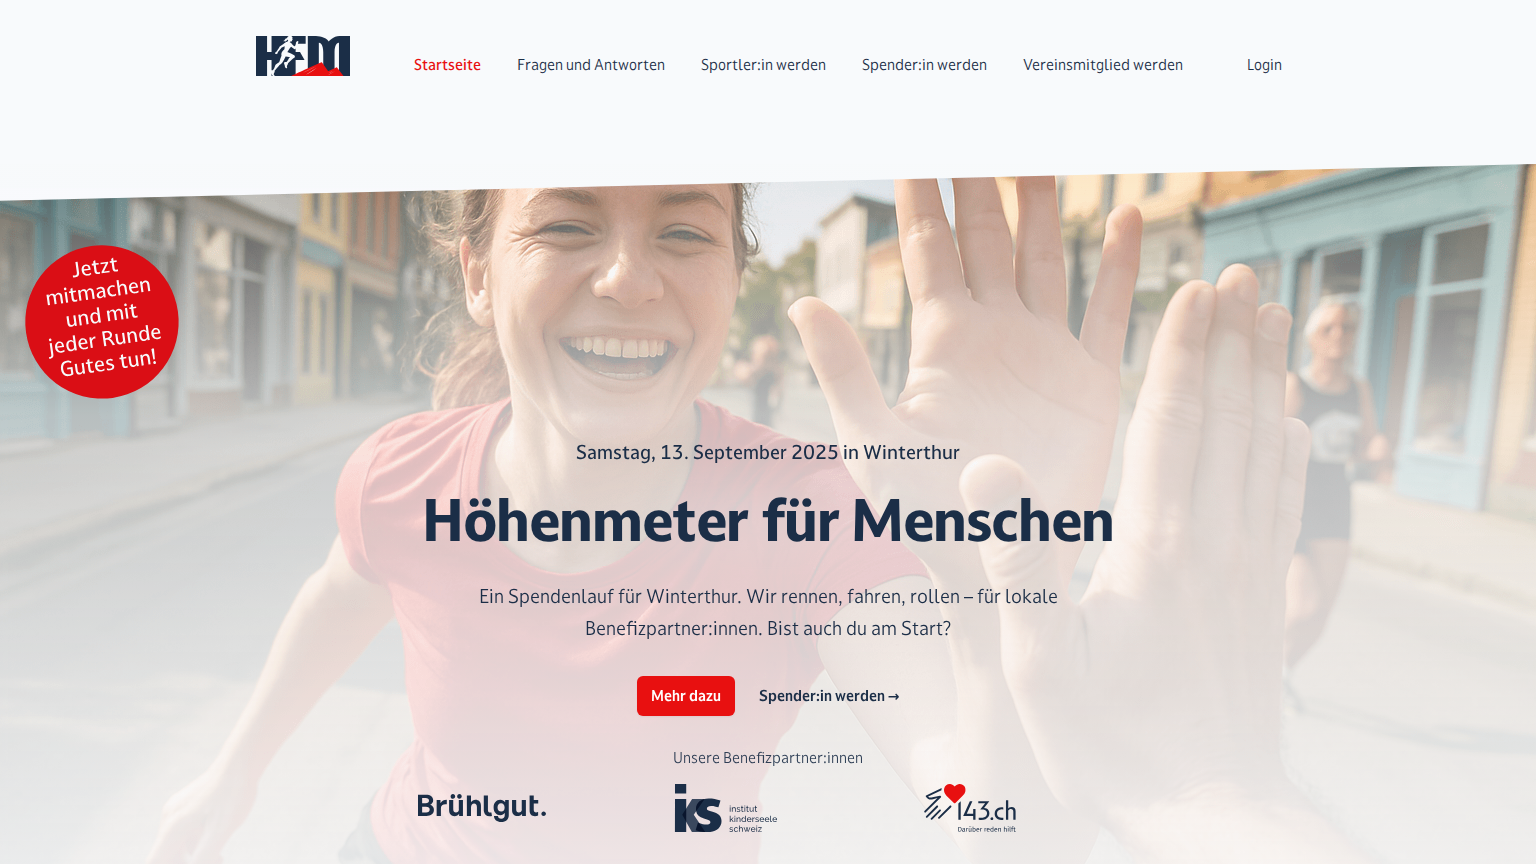 HFM
Startseite
Fragen und Antworten
Sportler:in werden
Spender:in werden
Vereinsmitglied werden
Login
Jetzt
mitmachen
und mit
jeder Runde
Gutes tun!
Samstag, 13. September 2025 in Winterthur
Höhenmeter für Menschen
Ein Spendenlauf für Winterthur. Wir rennen, fahren, rollen – für lokale
Benefizpartner:innen. Bist auch du am Start?
Mehr dazu
Spender:in werden →
Unsere Benefizpartner:innen
Brühlgut.
iks
institut
kinderseele
schweiz
143.ch
Darüber reden hilft